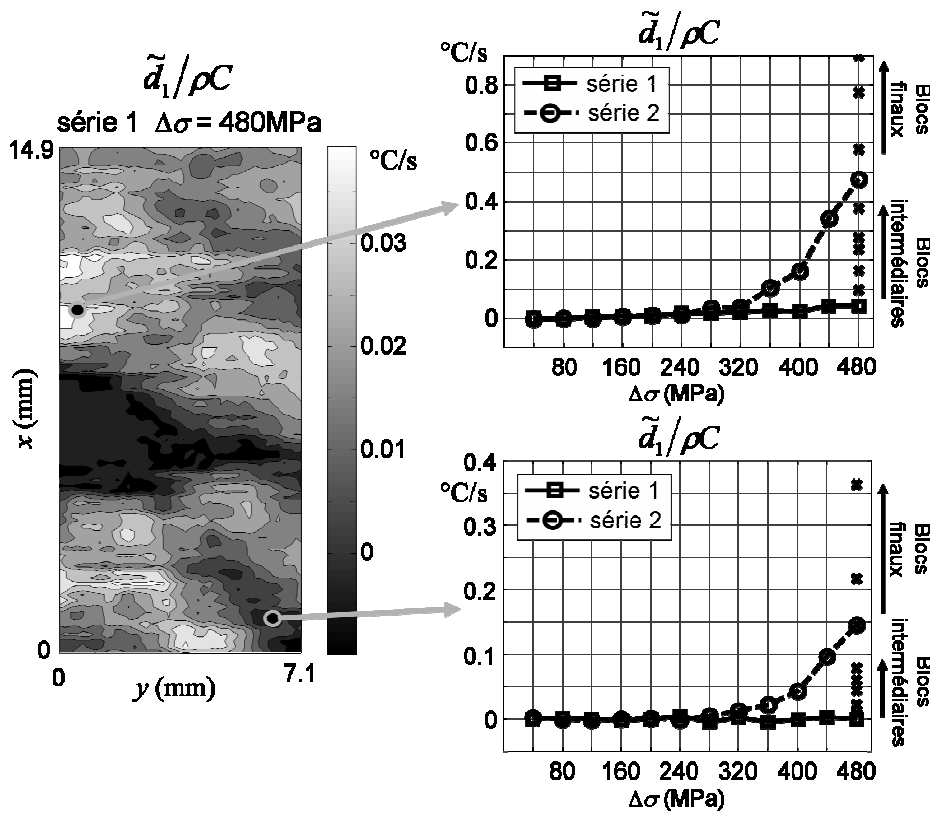 d̃₁/ρC
série 1 Δσ = 480MPa
14.9
°C/s
0.03
0.02
0.01
0
x (mm)
0
0
7.1
y (mm)
d̃₁/ρC
°C/s
série 1
série 2
0.8
0.6
0.4
0.2
0
80 160 240 320 400 480
Δσ (MPa)
Blocs
finaux
Blocs
intermédiaires
d̃₁/ρC
0.4
°C/s
série 1
série 2
0.3
0.2
0.1
0
80 160 240 320 400 480
Δσ (MPa)
Blocs
finaux
Blocs
intermédiaires